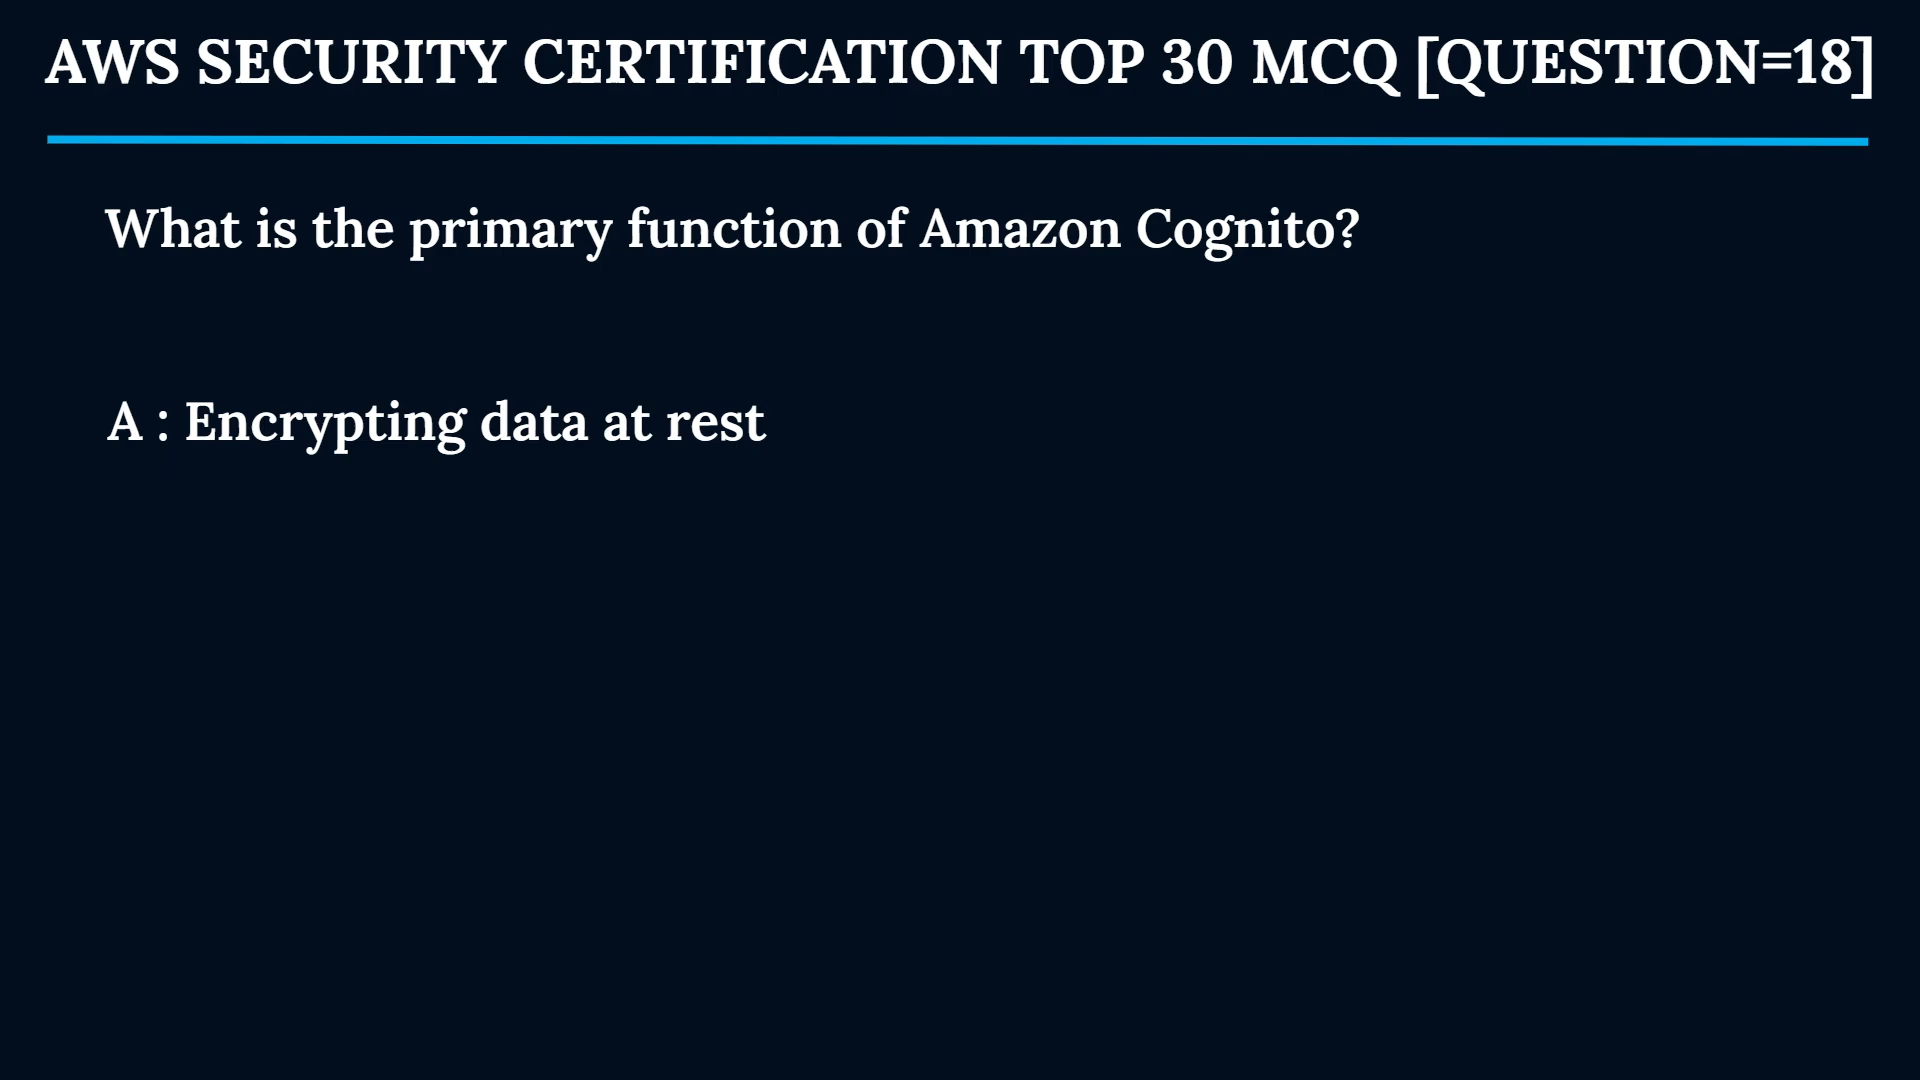 AWS SECURITY CERTIFICATION TOP 30 MCQ [QUESTION=18]
What is the primary function of Amazon Cognito?
A : Encrypting data at rest